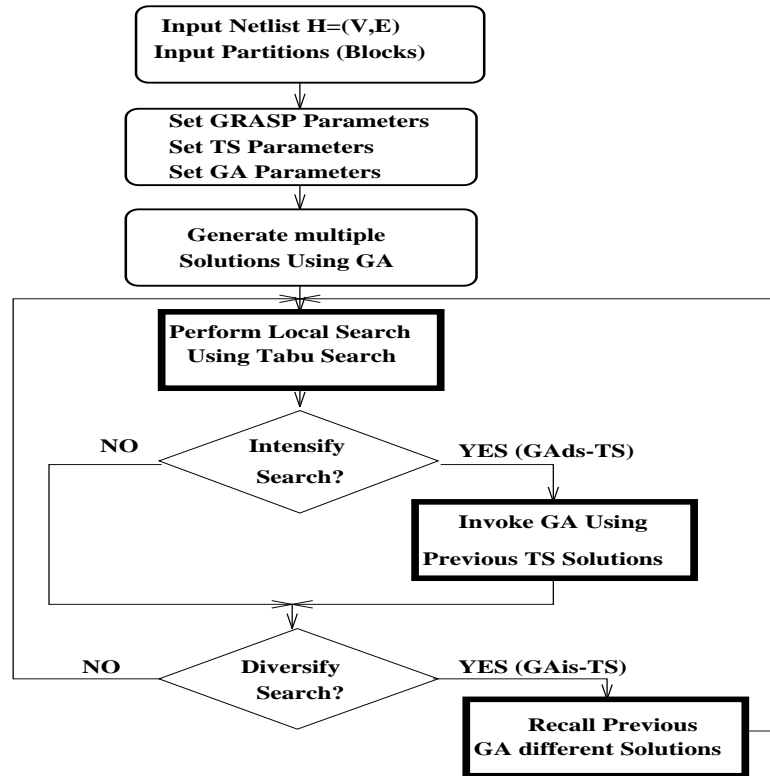 Input Netlist H=(V,E)
Input Partitions (Blocks)
Set GRASP Parameters
Set TS Parameters
Set GA Parameters
Generate multiple
Solutions Using GA
Perform Local Search
Using Tabu Search
NO
Intensify
Search?
YES (GAds-TS)
Invoke GA Using
Previous TS Solutions
NO
Diversify
Search?
YES (GAis-TS)
Recall Previous
GA different Solutions